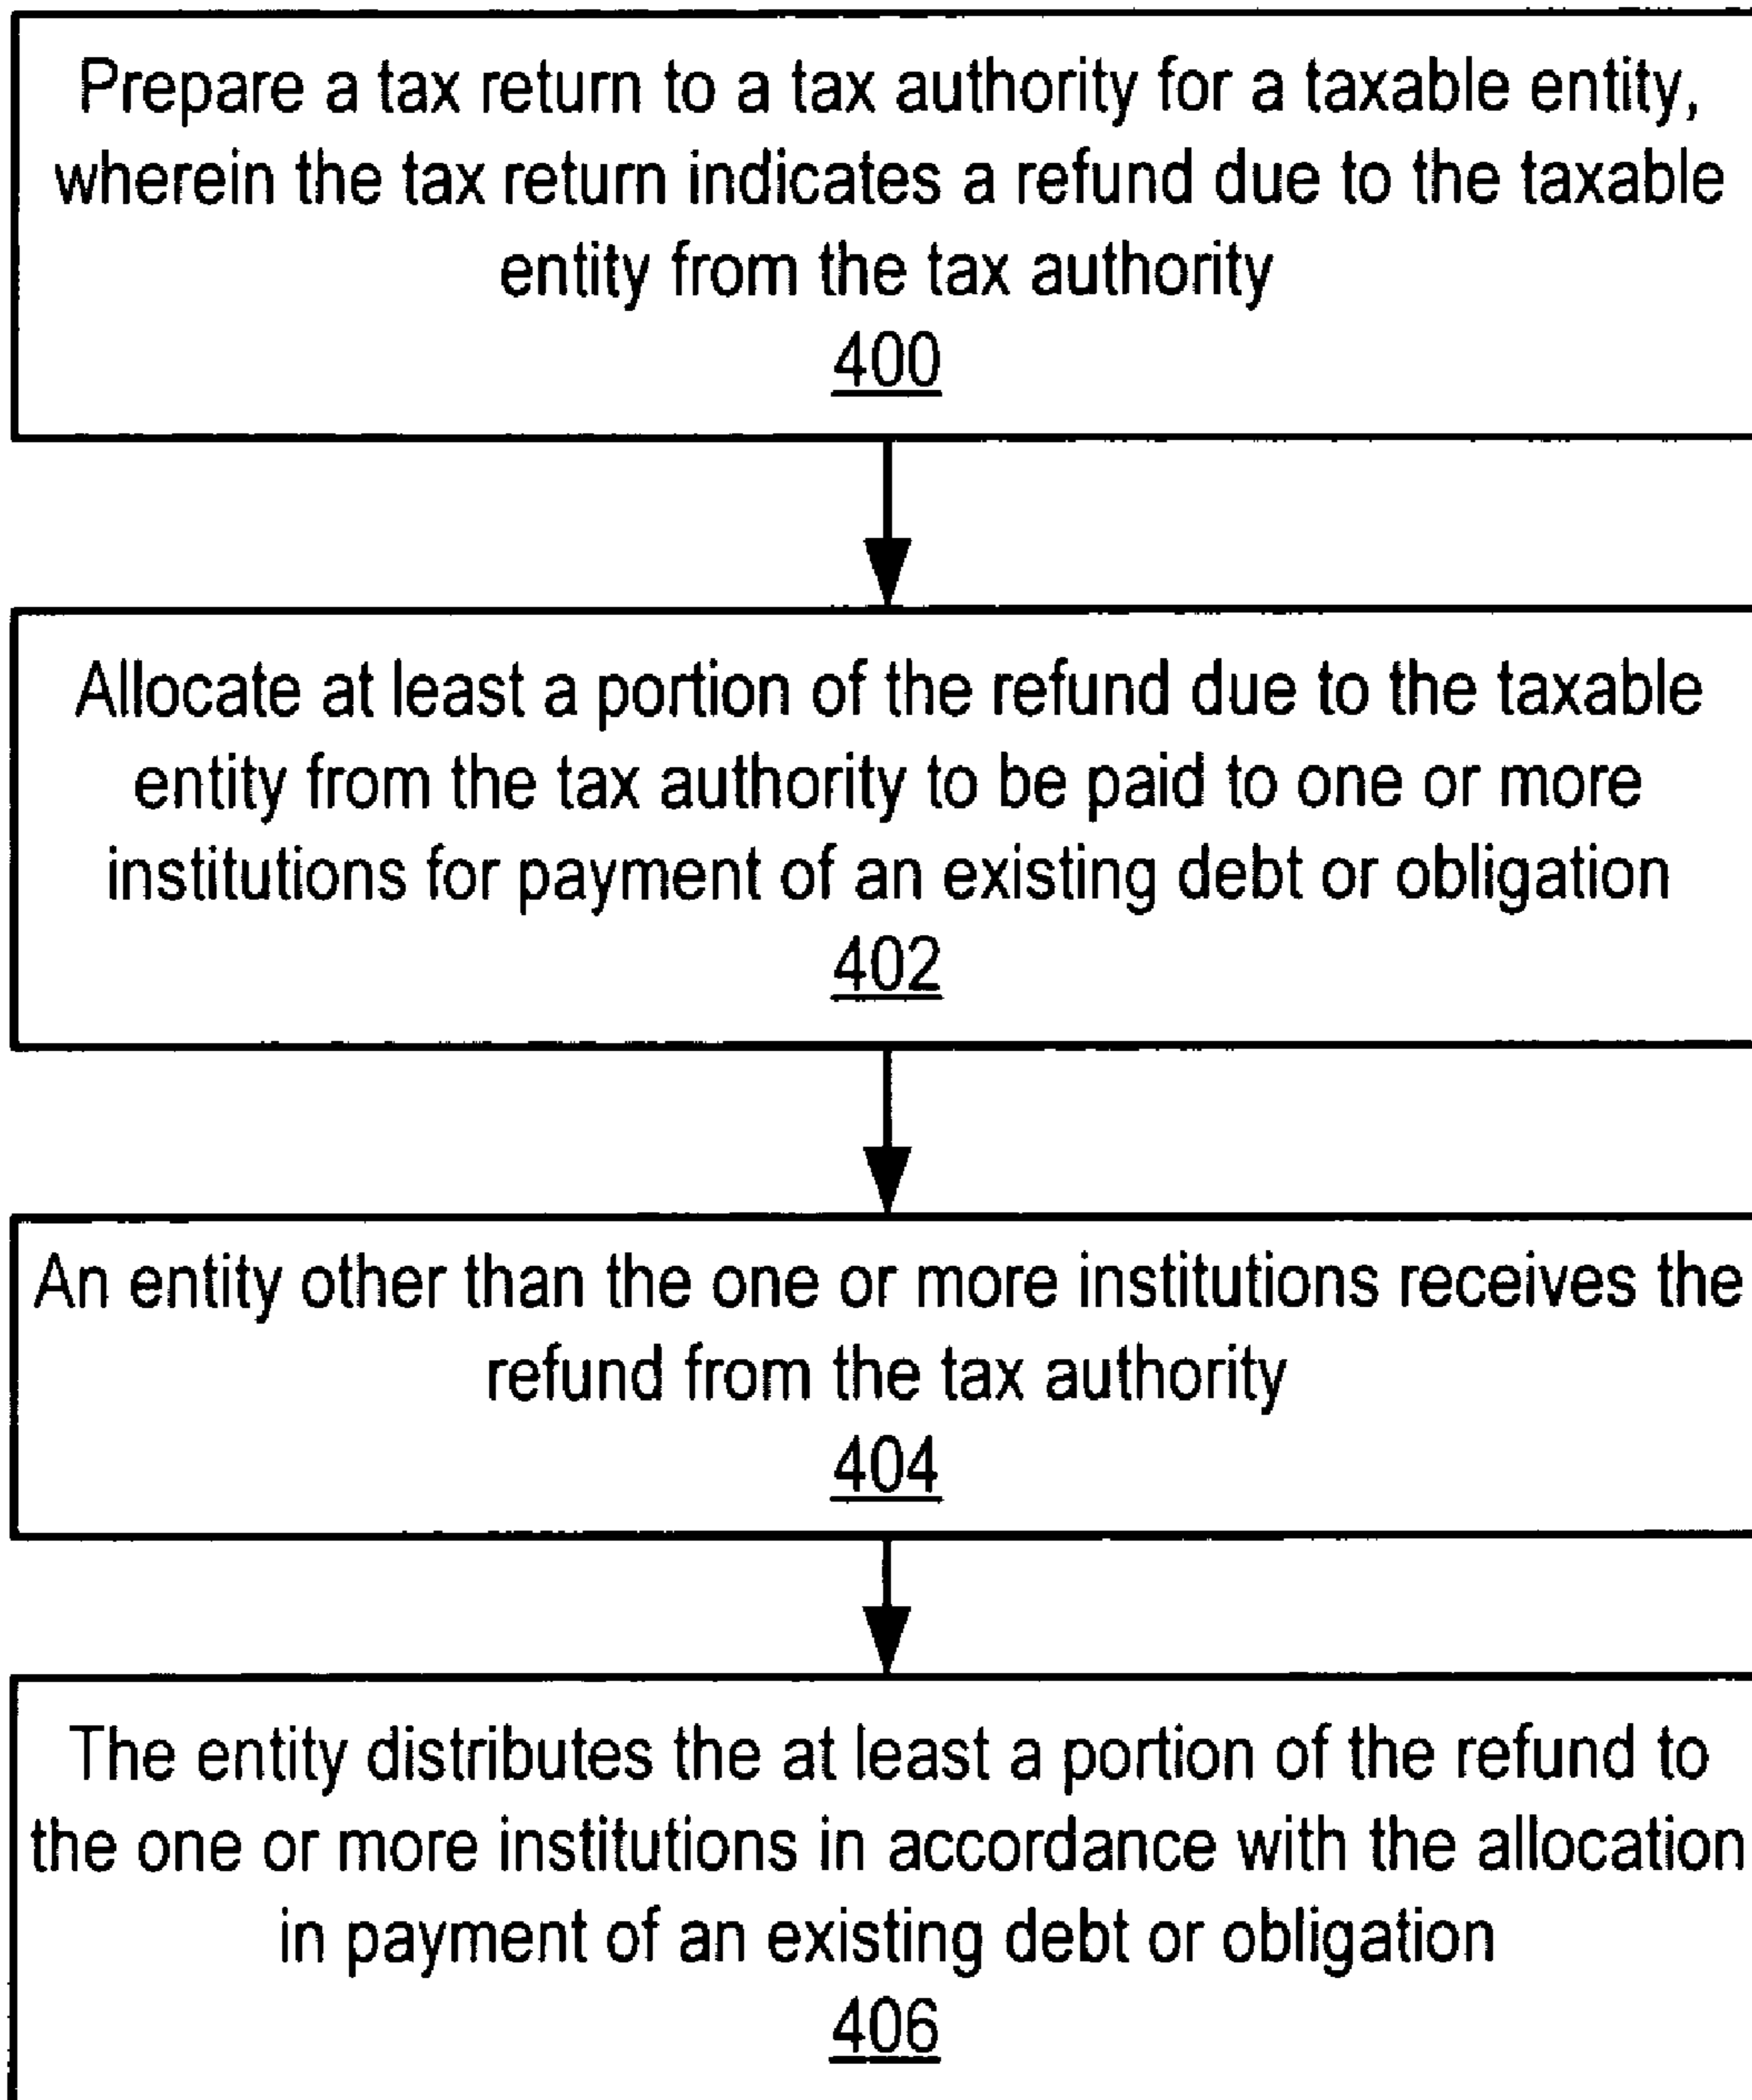 Prepare a tax return to a tax authority for a taxable entity,
wherein the tax return indicates a refund due to the taxable
entity from the tax authority
400
Allocate at least a portion of the refund due to the taxable
entity from the tax authority to be paid to one or more
institutions for payment of an existing debt or obligation
402
An entity other than the one or more institutions receives the
refund from the tax authority
404
The entity distributes the at least a portion of the refund to
the one or more institutions in accordance with the allocation
in payment of an existing debt or obligation
406